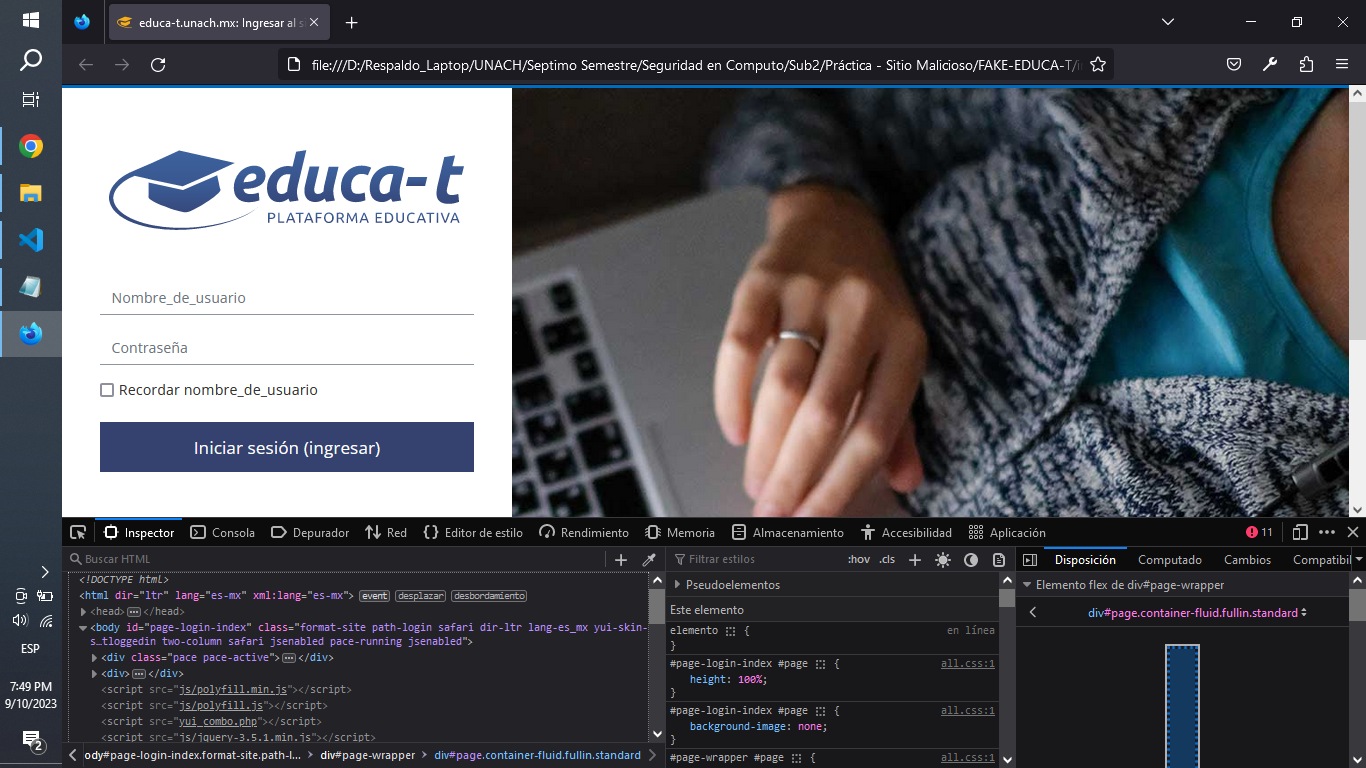 educa-t.unach.mx: Ingresar al s
file:///D:/Respaldo_Laptop/UNACH/Septimo Semestre/Seguridad en Computo/Sub2/Práctica - Sitio Malicioso/FAKE-EDUCA-T/i
educa-t
PLATAFORMA EDUCATIVA
Nombre_de_usuario
Contraseña
Recordar nombre_de_usuario
Iniciar sesión (ingresar)
Inspector Consola Depurador Red Editor de estilo Rendimiento Memoria Almacenamiento Accesibilidad Aplicación 11
Buscar HTML
<!DOCTYPE html>
<html dir="ltr" lang="es-mx" xml:lang="es-mx"> event desplazar desbordamiento
<head> </head>
<body id="page-login-index" class="format-site path-login safari dir-ltr lang-es_mx yui-skin-
s…tloggedin two-column safari jsenabled pace-running jsenabled">
<div class="pace pace-active"> </div>
<div> </div>
<script src="js/polyfill.min.js"></script>
<script src="js/polyfill.js"></script>
<script src="yui_combo.php"></script>
<script src="js/jquery-3.5.1.min.js"></script>
ody#page-login-index.format-site.path-l… div#page-wrapper div#page.container-fluid.fullin.standard
Filtrar estilos :hov .cls
Pseudoelementos
Este elemento
elemento { en línea
}
#page-login-index #page { all.css:1
height: 100%;
}
#page-login-index #page { all.css:1
background-image: none;
}
#page-wrapper #page { all.css:1
Disposición Computado Cambios Compatibil
Elemento flex de div#page-wrapper
div#page.container-fluid.fullin.standard
ESP
7:49 PM
9/10/2023
2